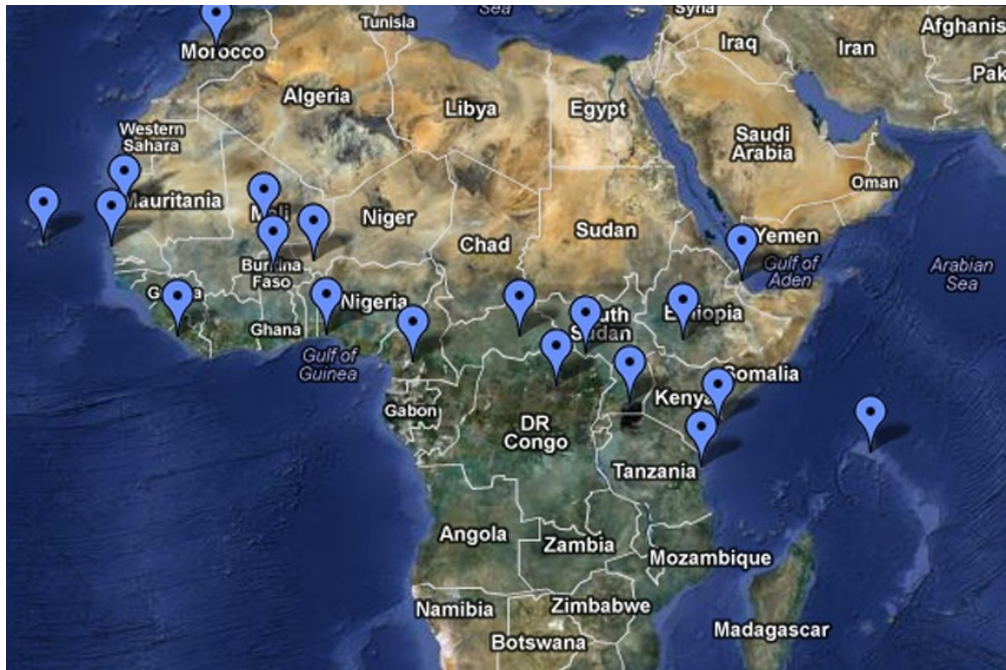 Sea
Syria
Tunisia
Afghanis
Morocco
Iraq
Iran
Pak
Algeria
Libya
Egypt
Western
Sahara
Saudi
Arabia
Oman
Mauritania
Mali
Niger
Chad
Sudan
Yemen
Gulf of
Aden
Arabian
Sea
Burkina
Faso
Nigeria
Ghana
South
Sudan
Ethiopia
Gulf of
Guinea
Somalia
Kenya
Gabon
DR
Congo
Tanzania
Angola
Zambia
Mozambique
Namibia
Zimbabwe
Botswana
Madagascar